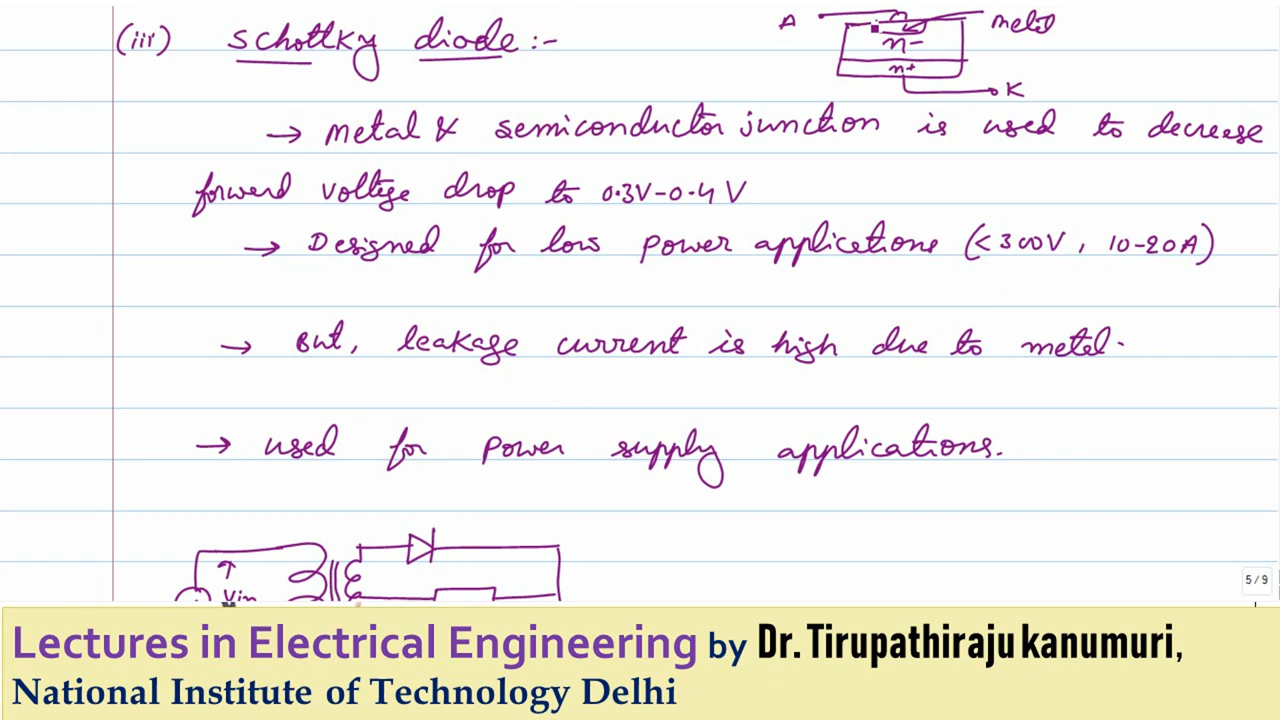 A
metal
(iii) Schottky diode :-
n-
n+
K
→ Metal & semiconductor junction is used to decrease
forward voltage drop to 0.3V-0.4V
→ Designed for low power applications (<300V, 10-20A)
→ But, leakage current is high due to metal.
→ used for power supply applications.
Vin
5 / 9
Lectures in Electrical Engineering by Dr. Tirupathiraju kanumuri,
National Institute of Technology Delhi